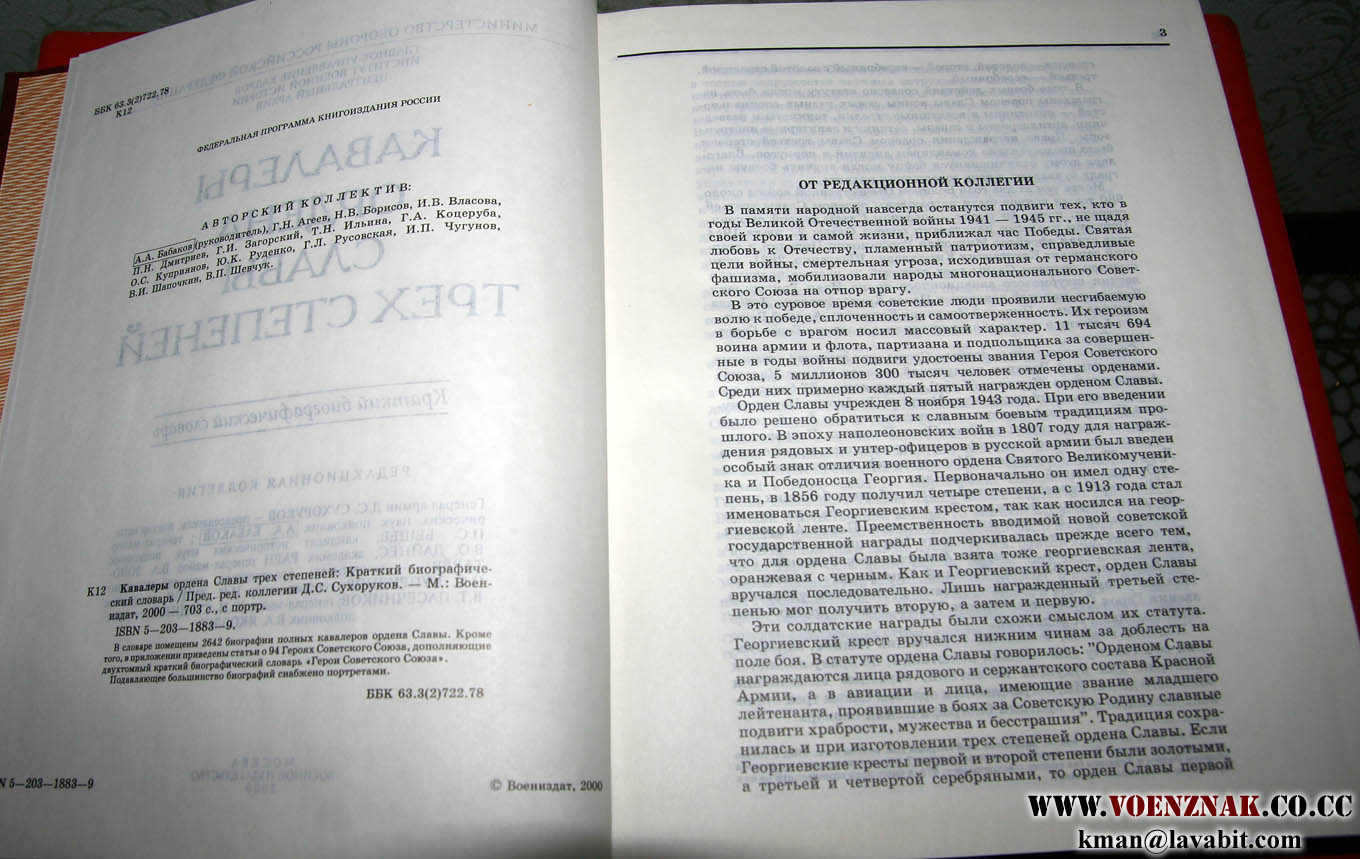 ББК 63.3(2)722.78
К12
ФЕДЕРАЛЬНАЯ ПРОГРАММА КНИГОИЗДАНИЯ РОССИИ
АВТОРСКИЙ КОЛЛЕКТИВ:
А.А. Бабаков (руководитель), Г.Н. Агеев, Н.В. Борисов, И.В. Власова,
П.Н. Дмитриев, Г.И. Загорский, Т.Н. Ильина, Г.А. Коцеруба,
О.С. Куприянов, Ю.К. Руденко, Г.Л. Русовская, И.П. Чугунов,
В.И. Шапочкин, В.П. Шевчук.
К12 Кавалеры ордена Славы трех степеней: Краткий биографиче-
ский словарь / Пред. ред. коллегии Д.С. Сухоруков. — М.: Воен-
издат, 2000 — 703 с., с портр.
ISBN 5—203—1883—9.
В словаре помещены 2642 биографии полных кавалеров ордена Славы. Кроме
того, в приложении приведены статьи о 94 Героях Советского Союза, дополняющие
двухтомный краткий биографический словарь «Герои Советского Союза».
Подавляющее большинство биографий снабжено портретами.
ББК 63.3(2)722.78
N 5—203—1883—9
© Воениздат, 2000
3
ОТ РЕДАКЦИОННОЙ КОЛЛЕГИИ
В памяти народной навсегда останутся подвиги тех, кто в
годы Великой Отечественной войны 1941 — 1945 гг., не щадя
своей крови и самой жизни, приближал час Победы. Святая
любовь к Отечеству, пламенный патриотизм, справедливые
цели войны, смертельная угроза, исходившая от германского
фашизма, мобилизовали народы многонационального Совет-
ского Союза на отпор врагу.
В это суровое время советские люди проявили несгибаемую
волю к победе, сплоченность и самоотверженность. Их героизм
в борьбе с врагом носил массовый характер. 11 тысяч 694
воина армии и флота, партизана и подпольщика за совершен-
ные в годы войны подвиги удостоены звания Героя Советского
Союза, 5 миллионов 300 тысяч человек отмечены орденами.
Среди них примерно каждый пятый награжден орденом Славы.
Орден Славы учрежден 8 ноября 1943 года. При его введении
было решено обратиться к славным боевым традициям про-
шлого. В эпоху наполеоновских войн в 1807 году для награж-
дения рядовых и унтер-офицеров в русской армии был введен
особый знак отличия военного ордена Святого Великомучени-
ка и Победоносца Георгия. Первоначально он имел одну сте-
пень, в 1856 году получил четыре степени, а с 1913 года стал
именоваться Георгиевским крестом, так как носился на геор-
гиевской ленте. Преемственность вводимой новой советской
государственной награды подчеркивалась прежде всего тем,
что для ордена Славы была взята тоже георгиевская лента,
оранжевая с черным. Как и Георгиевский крест, орден Славы
вручался последовательно. Лишь награжденный третьей сте-
пенью мог получить вторую, а затем и первую.
Эти солдатские награды были схожи смыслом их статута.
Георгиевский крест вручался нижним чинам за доблесть на
поле боя. В статуте ордена Славы говорилось: "Орденом Славы
награждаются лица рядового и сержантского состава Красной
Армии, а в авиации и лица, имеющие звание младшего
лейтенанта, проявившие в боях за Советскую Родину славные
подвиги храбрости, мужества и бесстрашия". Традиция сохра-
нилась и при изготовлении трех степеней ордена Славы. Если
Георгиевские кресты первой и второй степени были золотыми,
а третьей и четвертой серебряными, то орден Славы первой
WWW.VOENZNAK.CO.CC
kman@lavabit.com